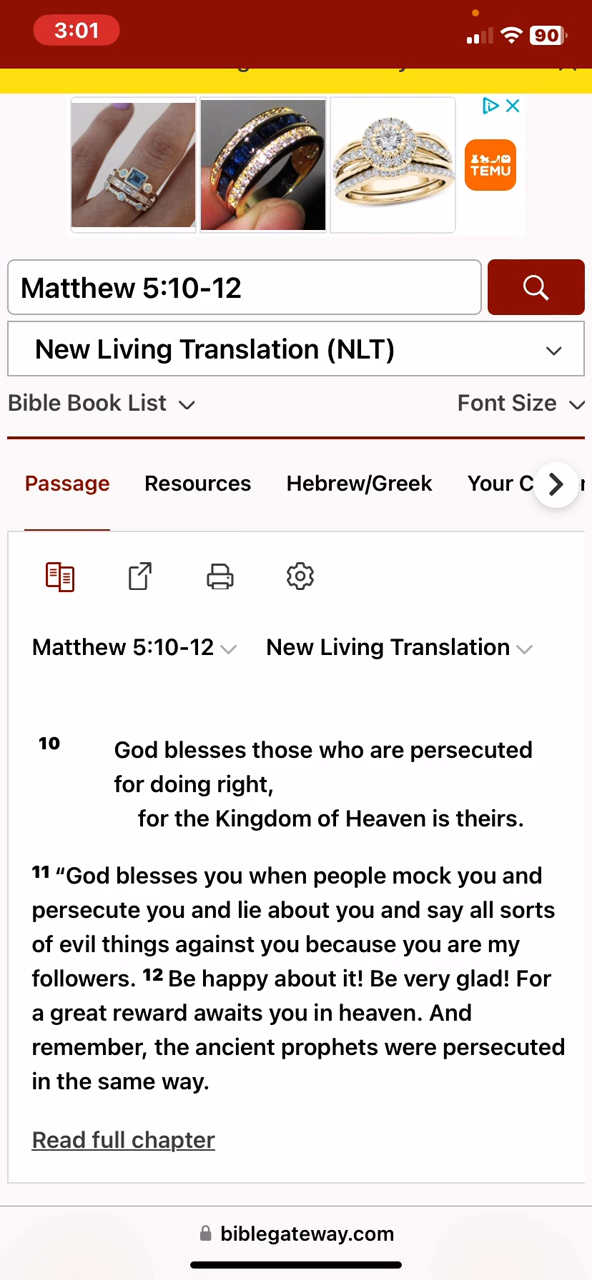 3:01
90
TEMU
Matthew 5:10-12
New Living Translation (NLT)
Bible Book List
Font Size
Passage Resources Hebrew/Greek Your C
Matthew 5:10-12 New Living Translation
10 God blesses those who are persecuted
for doing right,
for the Kingdom of Heaven is theirs.
11 “God blesses you when people mock you and
persecute you and lie about you and say all sorts
of evil things against you because you are my
followers. 12 Be happy about it! Be very glad! For
a great reward awaits you in heaven. And
remember, the ancient prophets were persecuted
in the same way.
Read full chapter
biblegateway.com